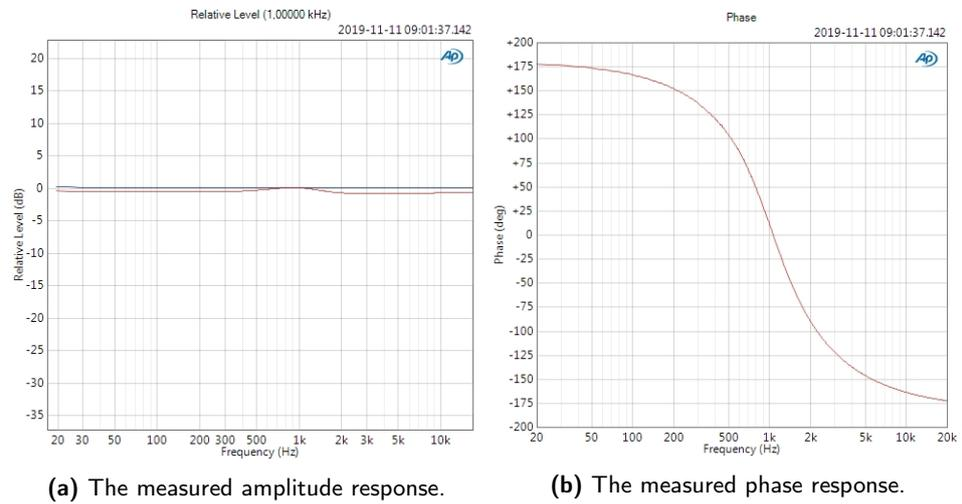 Relative Level (1,00000 kHz)
2019-11-11 09:01:37.142
AP
20
15
10
5
0
-5
-10
-15
-20
-25
-30
-35
Relative Level (dB)
20 30 50 100 200 300 500 1k 2k 3k 5k 10k
Frequency (Hz)
(a) The measured amplitude response.
Phase
2019-11-11 09:01:37.142
AP
+200
+175
+150
+125
+100
+75
+50
+25
0
-25
-50
-75
-100
-125
-150
-175
-200
Phase (deg)
20 50 100 200 500 1k 2k 5k 10k 20k
Frequency (Hz)
(b) The measured phase response.